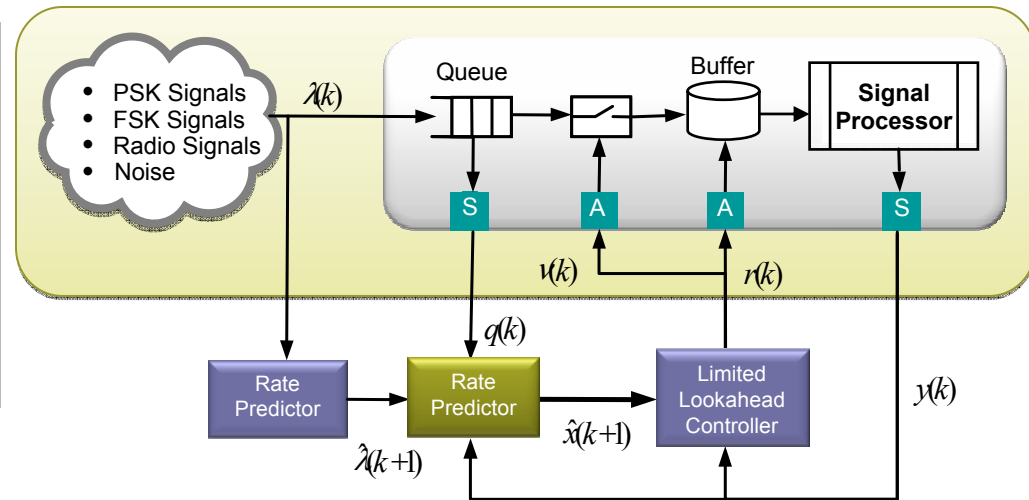 • PSK Signals
• FSK Signals
• Radio Signals
• Noise
λ(k)
Queue
Buffer
Signal
Processor
S
A
A
S
ν(k)
r(k)
q(k)
y(k)
Rate
Predictor
λ̂(k+1)
Rate
Predictor
x̂(k+1)
Limited
Lookahead
Controller